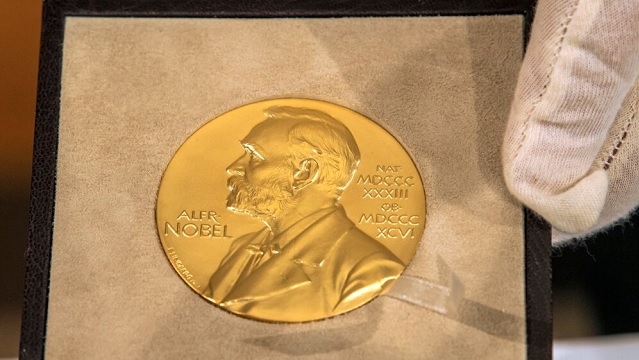 ALFR·
NOBEL
NAT·
MDCCC
XXXIII
OB·
MDCCC
XCVI